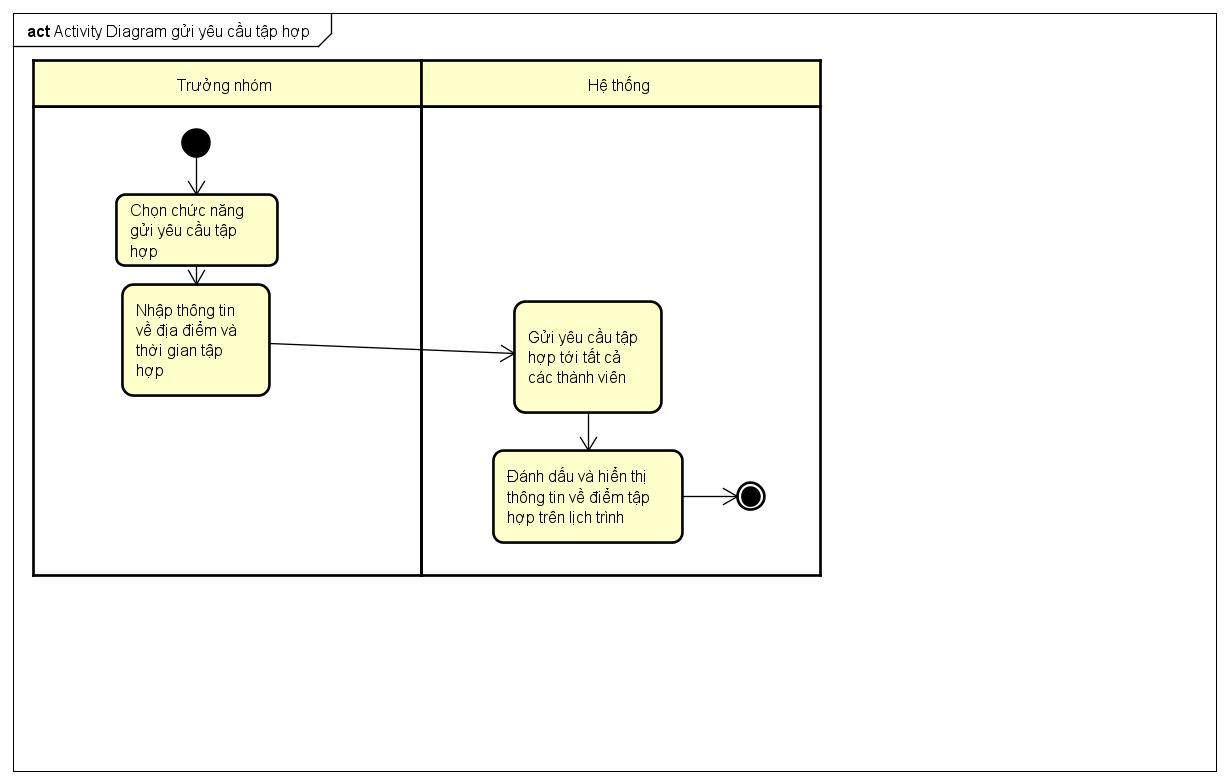 act Activity Diagram gửi yêu cầu tập hợp
Trưởng nhóm
Hệ thống
Chọn chức năng
gửi yêu cầu tập
hợp
Nhập thông tin
về địa điểm và
thời gian tập
hợp
Gửi yêu cầu tập
hợp tới tất cả
các thành viên
Đánh dấu và hiển thị
thông tin về điểm tập
hợp trên lịch trình